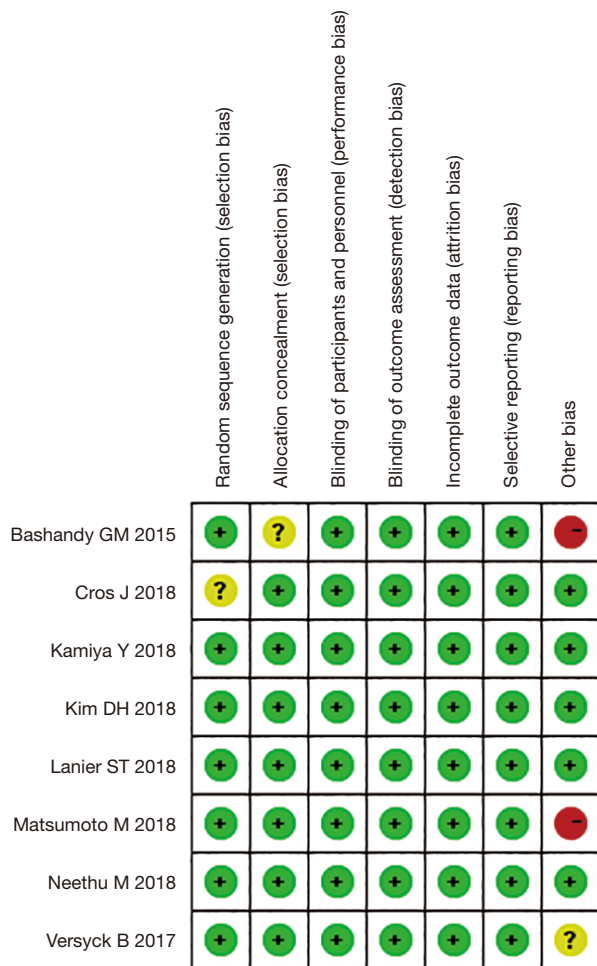 Random sequence generation (selection bias)
Allocation concealment (selection bias)
Blinding of participants and personnel (performance bias)
Blinding of outcome assessment (detection bias)
Incomplete outcome data (attrition bias)
Selective reporting (reporting bias)
Other bias
Bashandy GM 2015 + ? + + + + -
Cros J 2018 ? + + + + + +
Kamiya Y 2018 + + + + + + +
Kim DH 2018 + + + + + + +
Lanier ST 2018 + + + + + + +
Matsumoto M 2018 + + + + + + -
Neethu M 2018 + + + + + + +
Versyck B 2017 + + + + + + ?